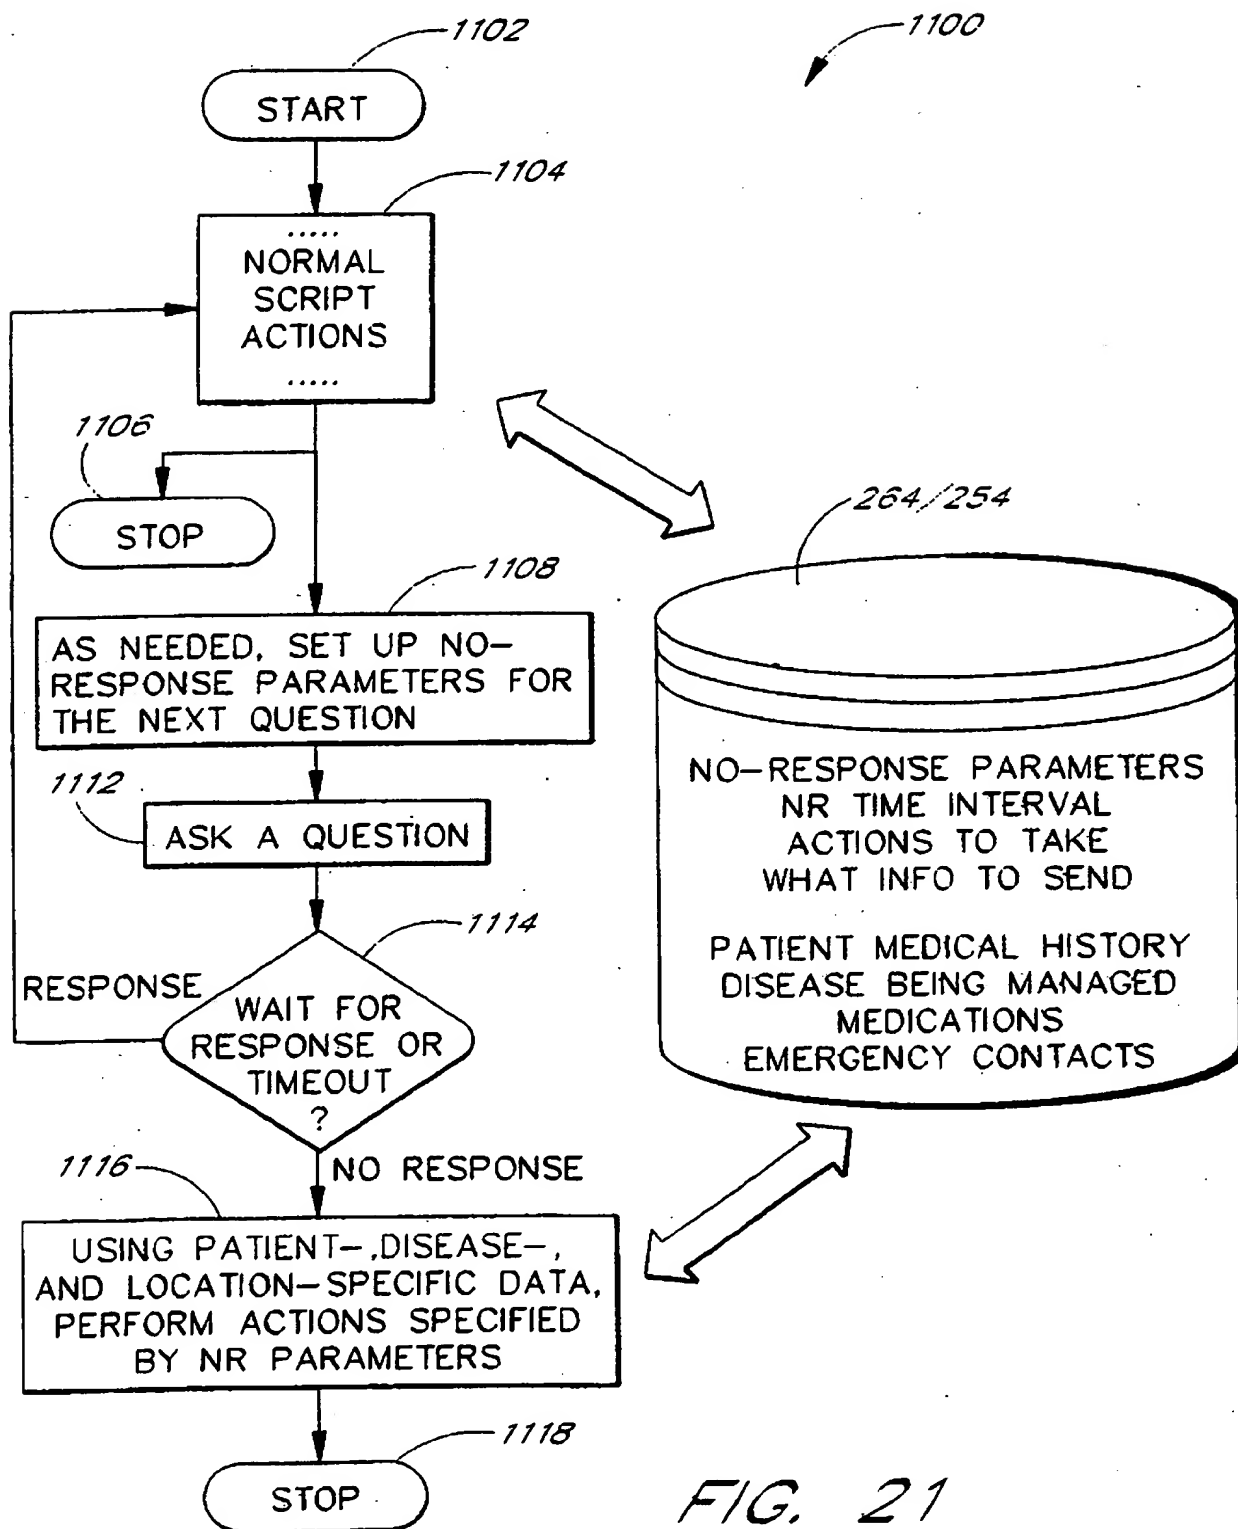 1102
1100
START
1104
.....
NORMAL
SCRIPT
ACTIONS
.....
1106
STOP
264/254
1108
AS NEEDED, SET UP NO-
RESPONSE PARAMETERS FOR
THE NEXT QUESTION
1112
ASK A QUESTION
1114
RESPONSE
WAIT FOR
RESPONSE OR
TIMEOUT
?
NO-RESPONSE PARAMETERS
NR TIME INTERVAL
ACTIONS TO TAKE
WHAT INFO TO SEND
PATIENT MEDICAL HISTORY
DISEASE BEING MANAGED
MEDICATIONS
EMERGENCY CONTACTS
1116
NO RESPONSE
USING PATIENT-,DISEASE-,
AND LOCATION-SPECIFIC DATA,
PERFORM ACTIONS SPECIFIED
BY NR PARAMETERS
1118
STOP
FIG. 21